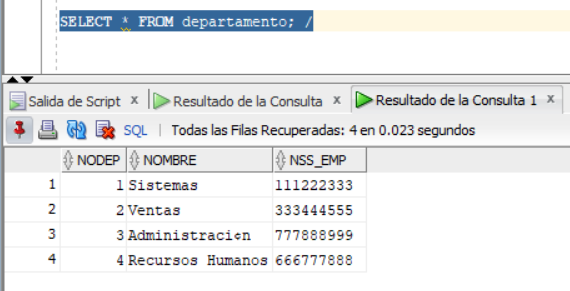 SELECT * FROM departamento; /
Salida de Script x Resultado de la Consulta x Resultado de la Consulta 1 x
SQL | Todas las Filas Recuperadas: 4 en 0.023 segundos
NODEP NOMBRE NSS_EMP
1 1 Sistemas 111222333
2 2 Ventas 333444555
3 3 Administración 777888999
4 4 Recursos Humanos 666777888